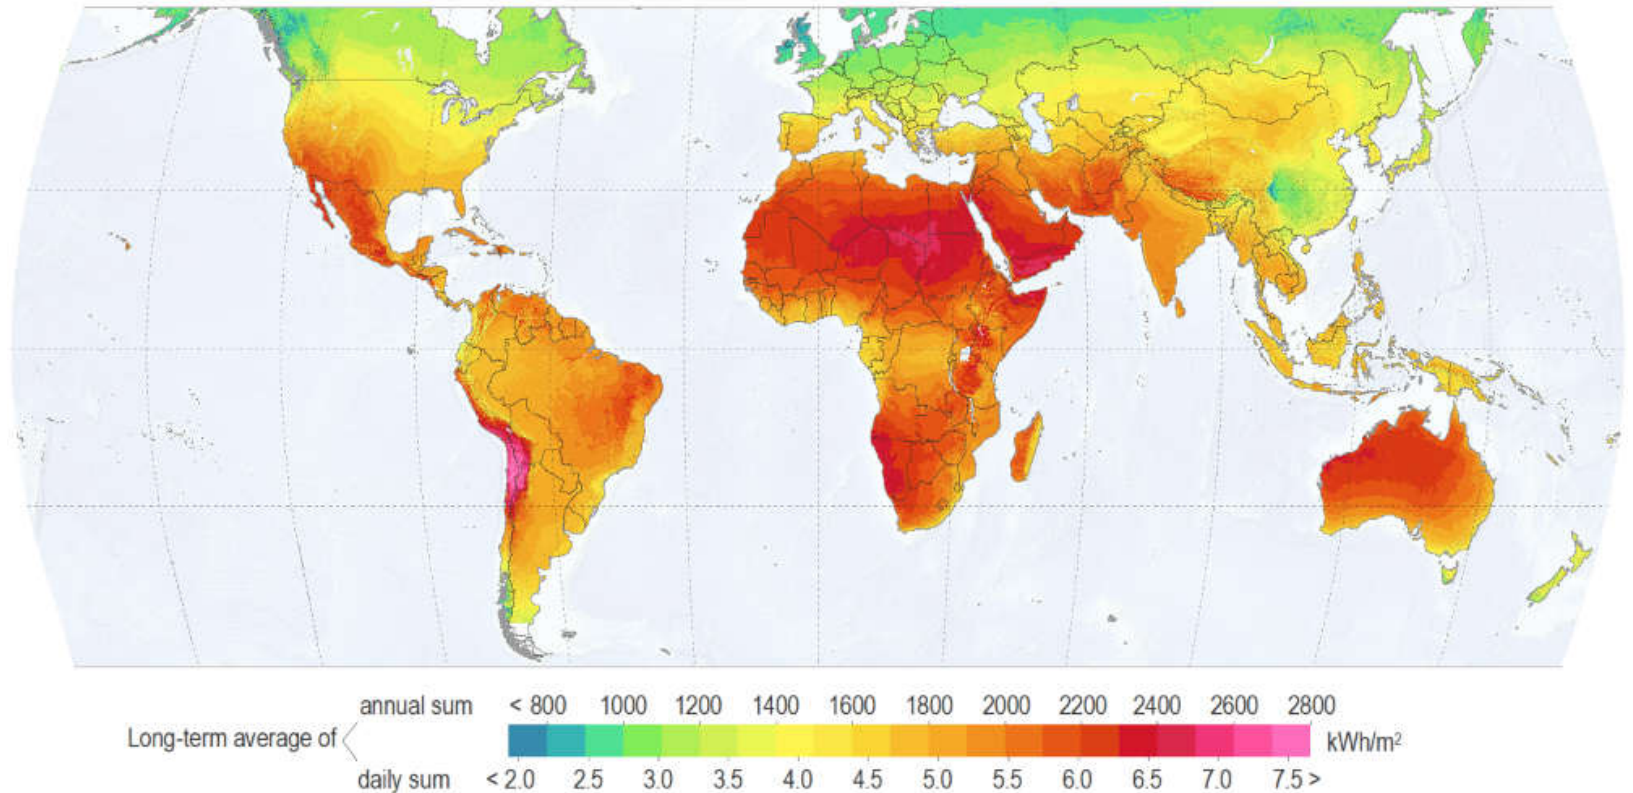 annual sum < 800 1000 1200 1400 1600 1800 2000 2200 2400 2600 2800
Long-term average of kWh/m²
daily sum < 2.0 2.5 3.0 3.5 4.0 4.5 5.0 5.5 6.0 6.5 7.0 7.5 >